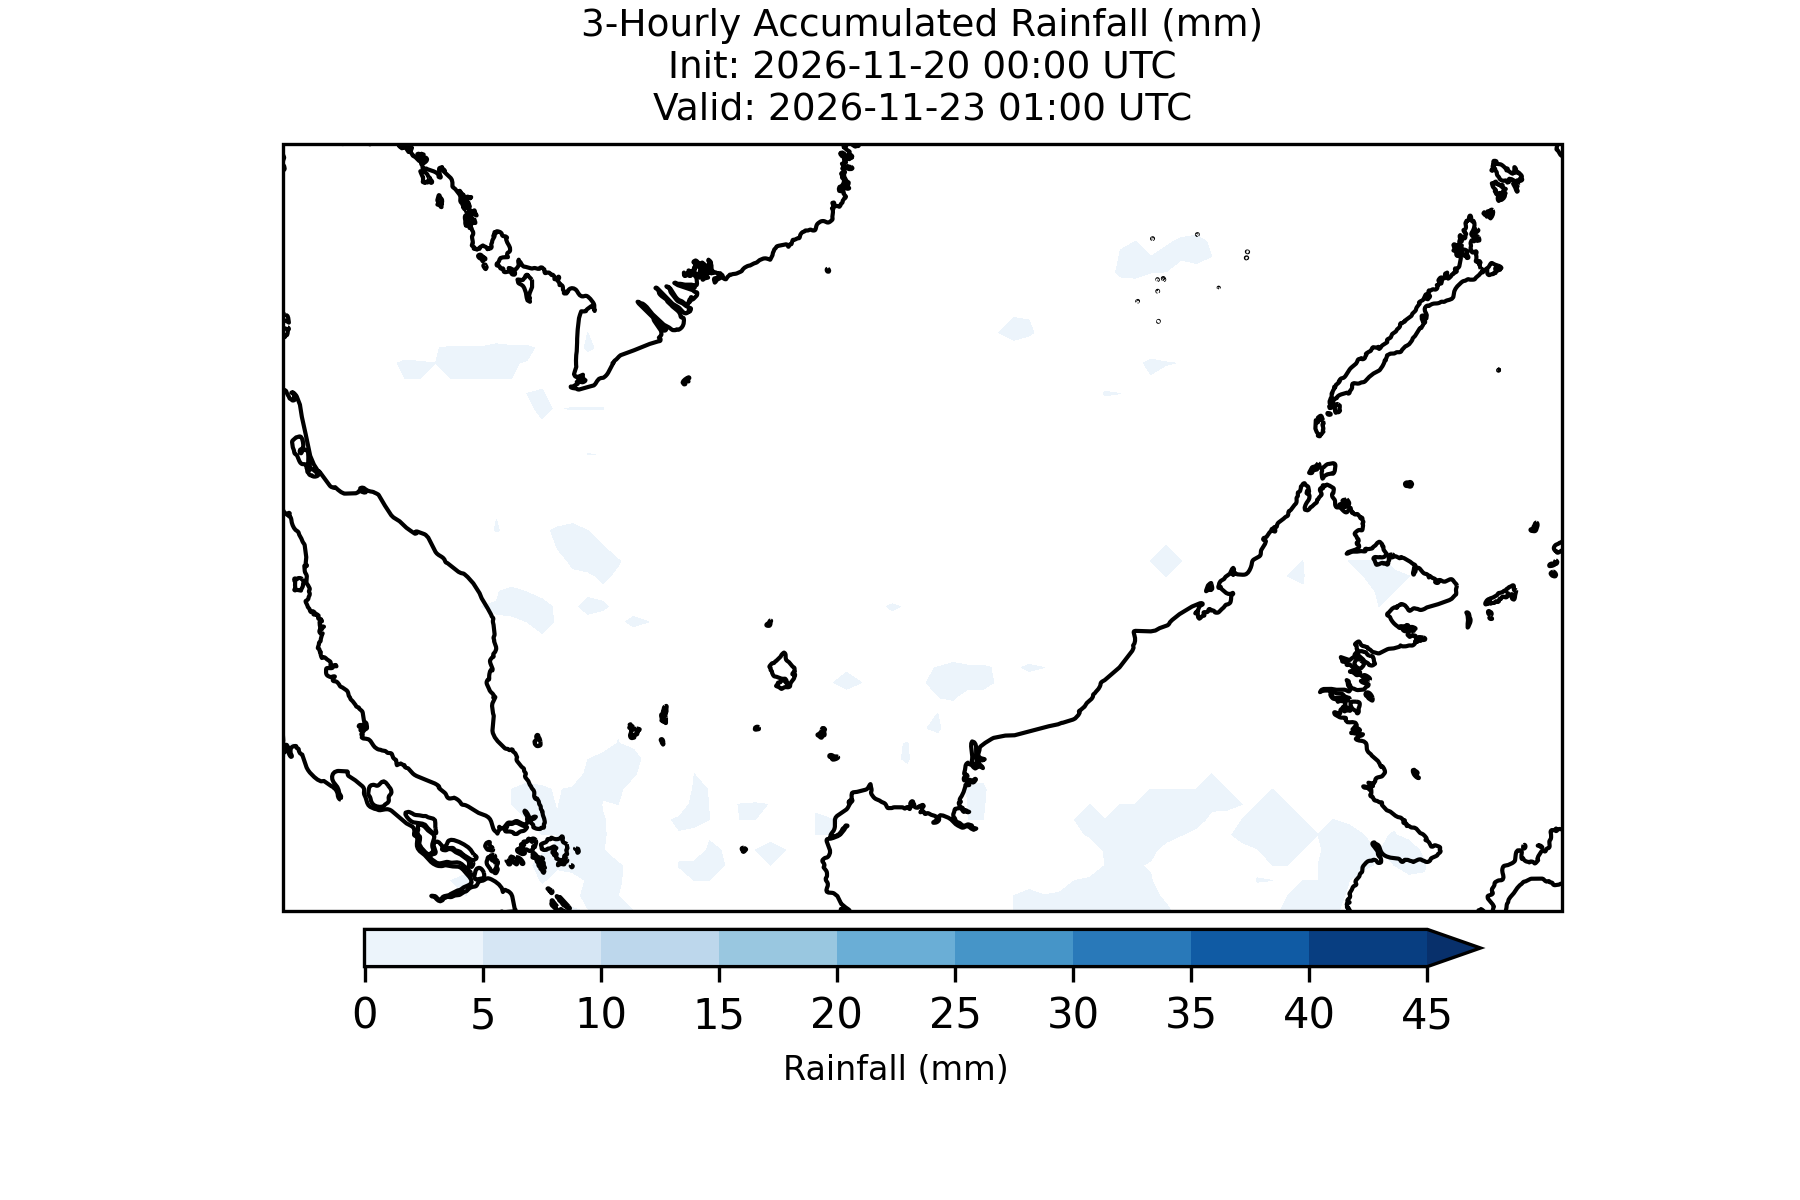 3-Hourly Accumulated Rainfall (mm)
Init: 2026-11-20 00:00 UTC
Valid: 2026-11-23 01:00 UTC
0 5 10 15 20 25 30 35 40 45
Rainfall (mm)